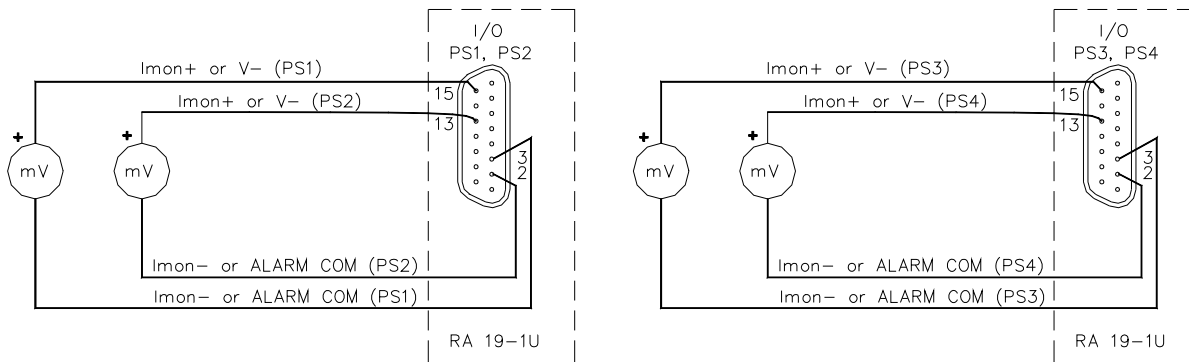 I/O
PS1, PS2
Imon+ or V- (PS1)
15
Imon+ or V- (PS2)
13
+
+
mV
mV
3
2
Imon- or ALARM COM (PS2)
Imon- or ALARM COM (PS1)
RA 19-1U
I/O
PS3, PS4
Imon+ or V- (PS3)
15
Imon+ or V- (PS4)
13
+
+
mV
mV
3
2
Imon- or ALARM COM (PS4)
Imon- or ALARM COM (PS3)
RA 19-1U